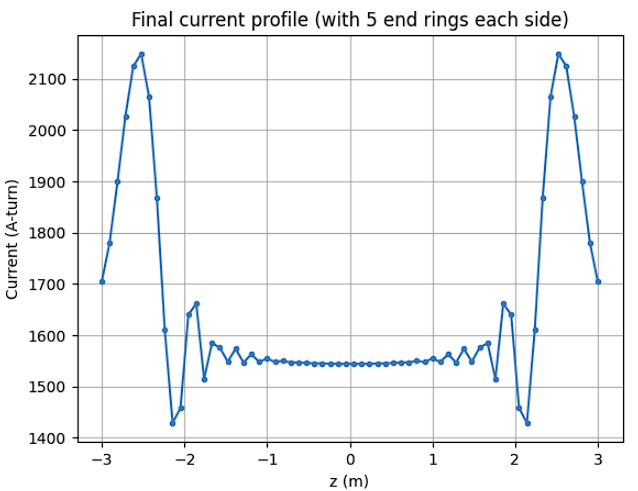 Final current profile (with 5 end rings each side)
Current (A-turn)
2100
2000
1900
1800
1700
1600
1500
1400
−3 −2 −1 0 1 2 3
z (m)